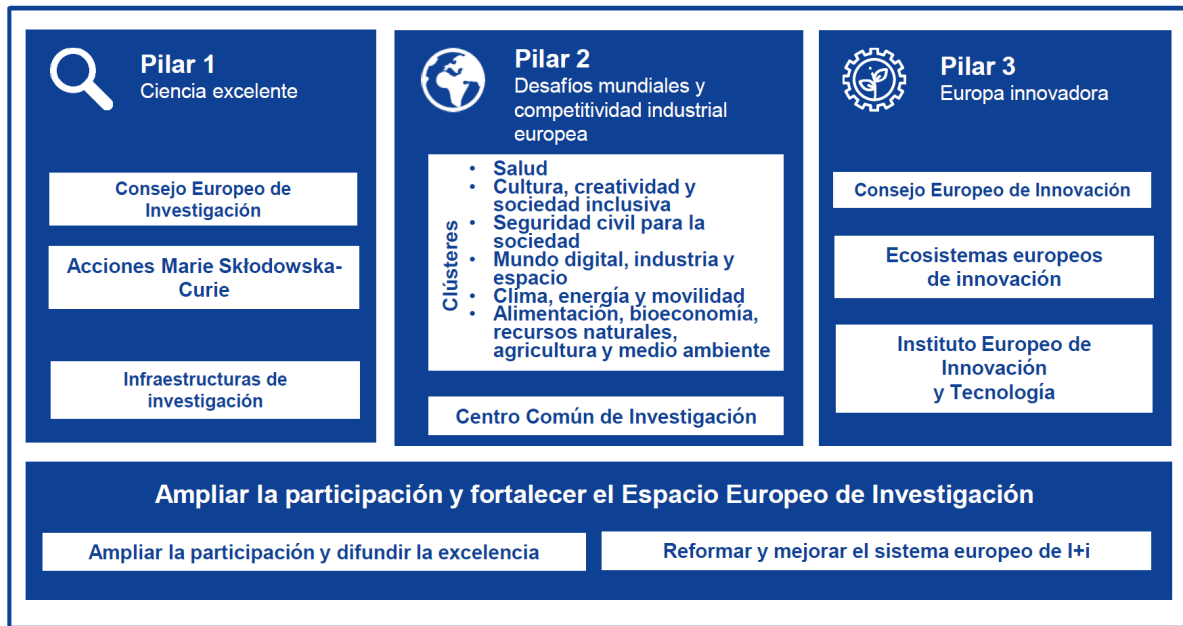 Pilar 1
Ciencia excelente
Consejo Europeo de
Investigación
Acciones Marie Skłodowska-
Curie
Infraestructuras de
investigación
Pilar 2
Desafíos mundiales y
competitividad industrial
europea
Clústeres
• Salud
• Cultura, creatividad y
sociedad inclusiva
• Seguridad civil para la
sociedad
• Mundo digital, industria y
espacio
• Clima, energía y movilidad
• Alimentación, bioeconomía,
recursos naturales,
agricultura y medio ambiente
Centro Común de Investigación
Pilar 3
Europa innovadora
Consejo Europeo de Innovación
Ecosistemas europeos
de innovación
Instituto Europeo de
Innovación
y Tecnología
Ampliar la participación y fortalecer el Espacio Europeo de Investigación
Ampliar la participación y difundir la excelencia
Reformar y mejorar el sistema europeo de I+i